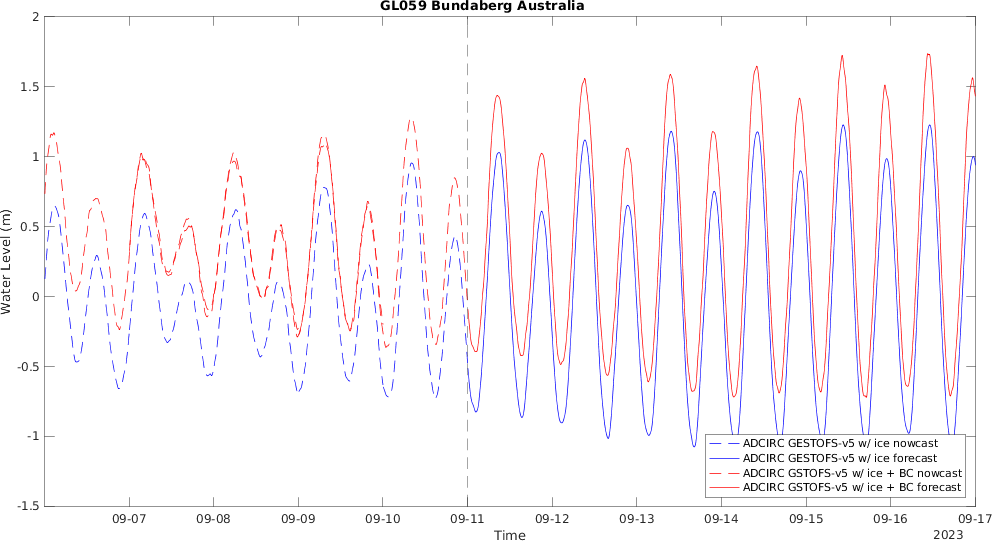 GL059 Bundaberg Australia
2
1.5
1
0.5
0
-0.5
-1
-1.5
Water Level (m)
ADCIRC GESTOFS-v5 w/ ice nowcast
ADCIRC GESTOFS-v5 w/ ice forecast
ADCIRC GSTOFS-v5 w/ ice + BC nowcast
ADCIRC GSTOFS-v5 w/ ice + BC forecast
09-07 09-08 09-09 09-10 09-11 09-12 09-13 09-14 09-15 09-16 09-17
Time
2023